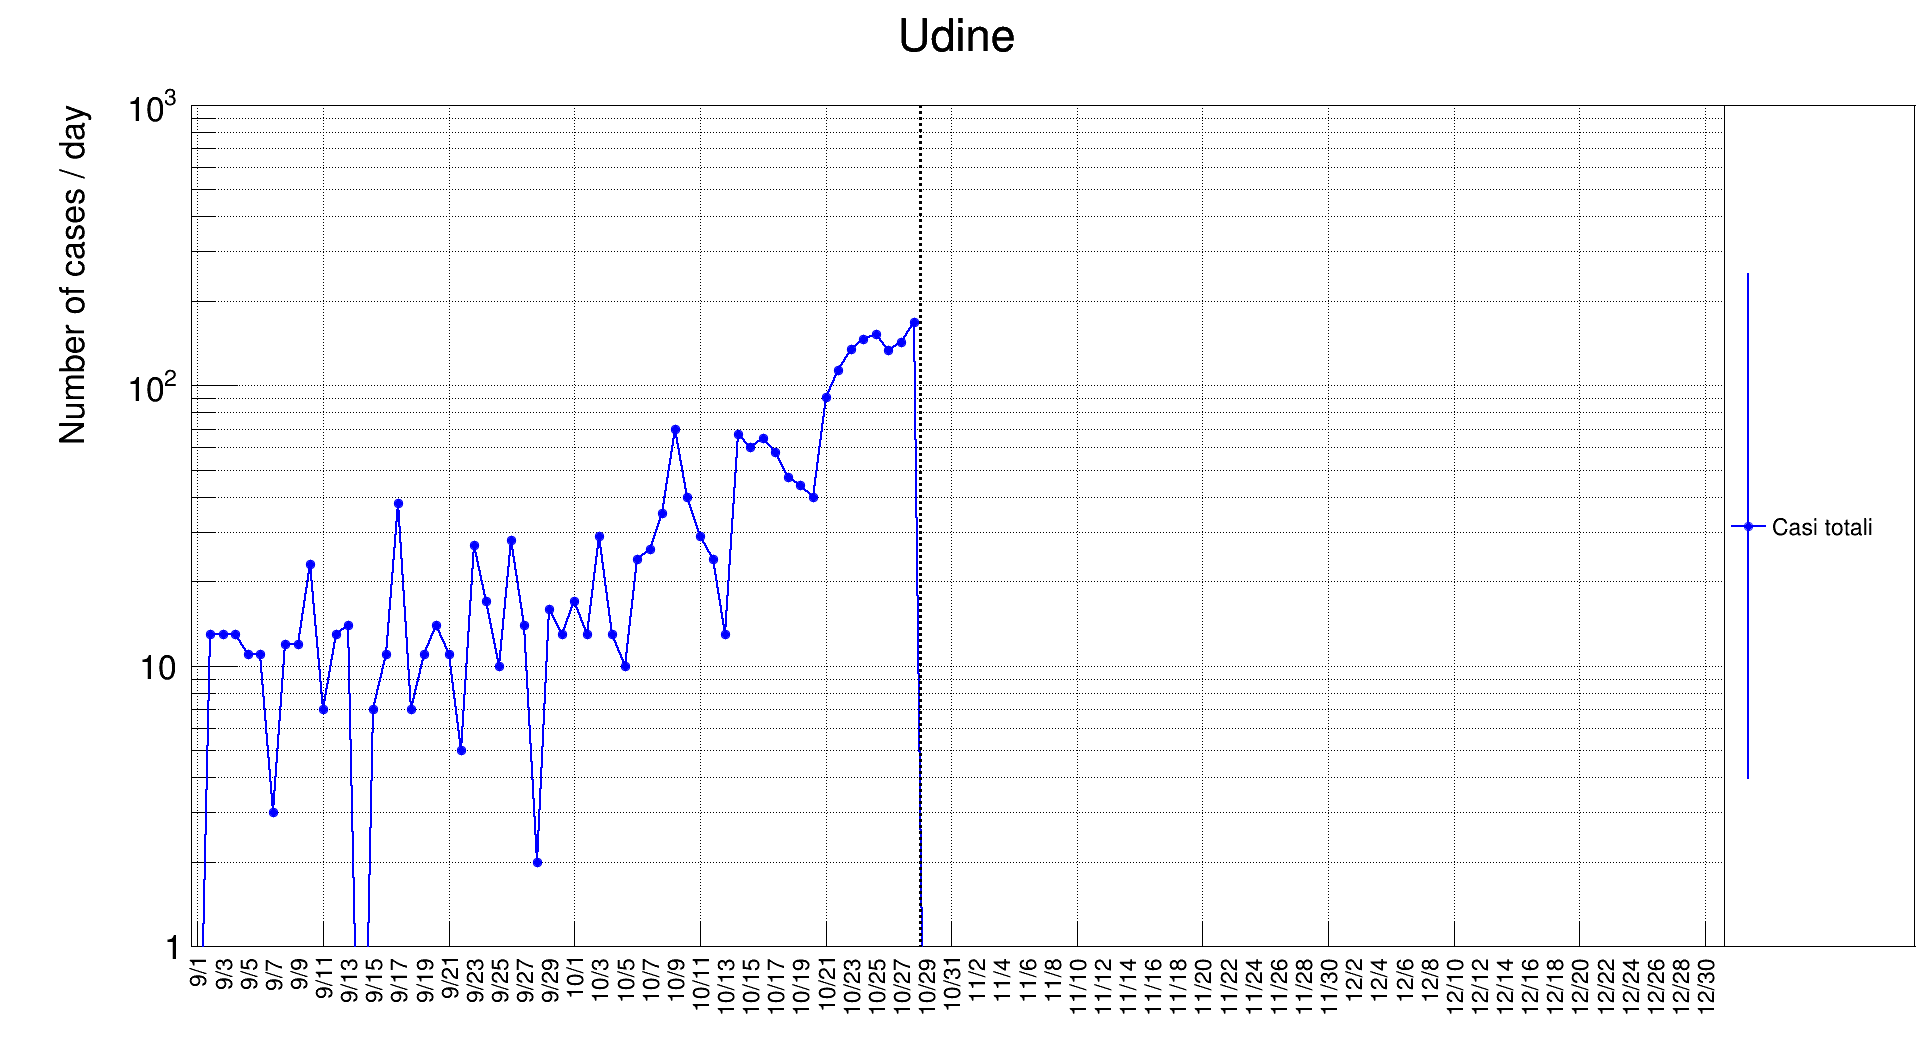 Udine
Number of cases / day
10³
10²
10
1
9/1 9/3 9/5 9/7 9/9 9/11 9/13 9/15 9/17 9/19 9/21 9/23 9/25 9/27 9/29 10/1 10/3 10/5 10/7 10/9 10/11 10/13 10/15 10/17 10/19 10/21 10/23 10/25 10/27 10/29 10/31 11/2 11/4 11/6 11/8 11/10 11/12 11/14 11/16 11/18 11/20 11/22 11/24 11/26 11/28 11/30 12/2 12/4 12/6 12/8 12/10 12/12 12/14 12/16 12/18 12/20 12/22 12/24 12/26 12/28 12/30
Casi totali